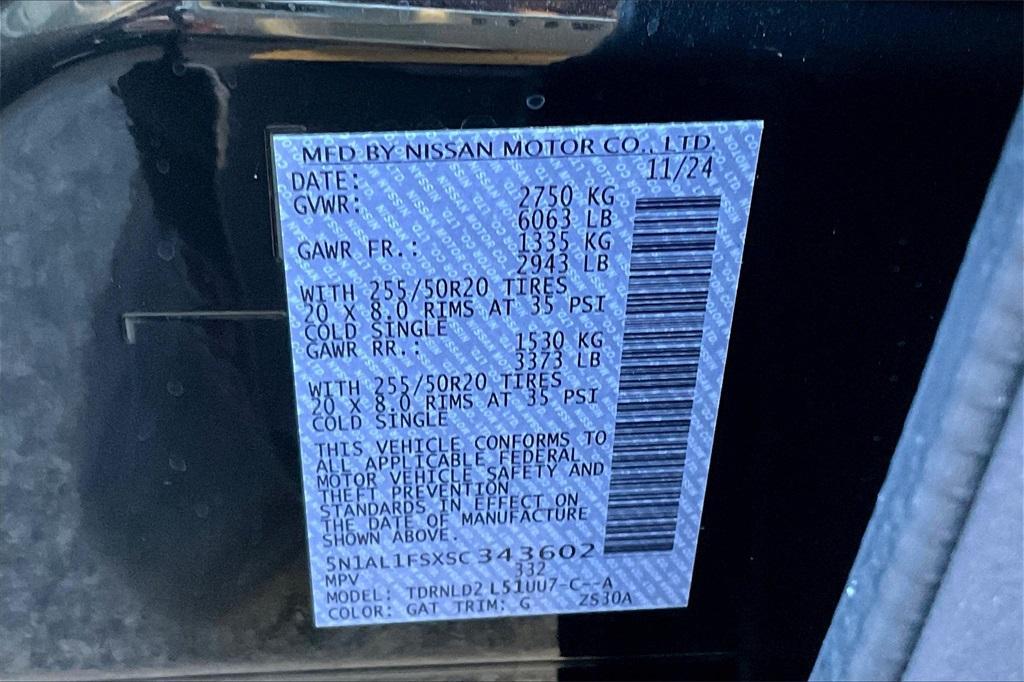 MFD BY NISSAN MOTOR CO., LTD.
DATE: 11/24
GVWR: 2750 KG
6063 LB
GAWR FR.: 1335 KG
2943 LB
WITH 255/50R20 TIRES
20 X 8.0 RIMS AT 35 PSI
COLD SINGLE
GAWR RR.: 1530 KG
3373 LB
WITH 255/50R20 TIRES
20 X 8.0 RIMS AT 35 PSI
COLD SINGLE
THIS VEHICLE CONFORMS TO
ALL APPLICABLE FEDERAL
MOTOR VEHICLE SAFETY AND
THEFT PREVENTION
STANDARDS IN EFFECT ON
THE DATE OF MANUFACTURE
SHOWN ABOVE.
5N1AL1FSXSC343602
MPV 332
MODEL: TDRNLD2 L51UU7-C--A
COLOR: GAT TRIM: G ZS30A